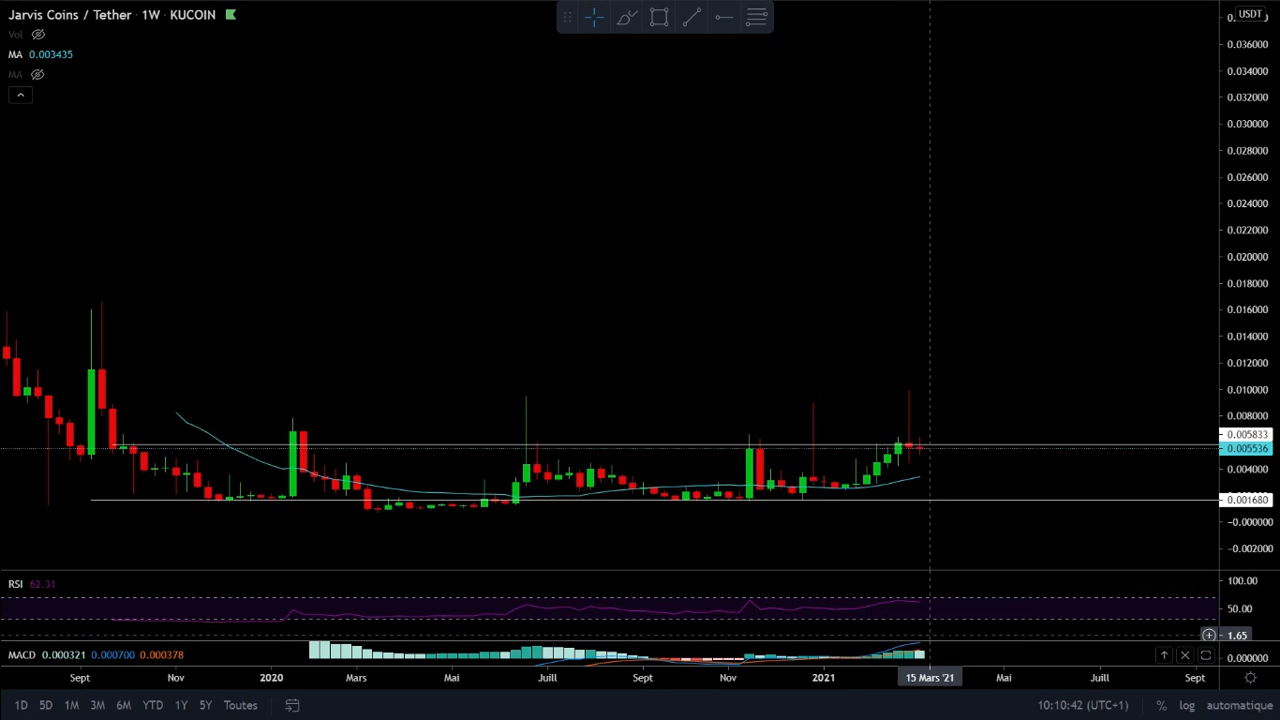 Jarvis Coins / Tether · 1W · KUCOIN
Vol
MA 0.003435
MA
USDT
0.036000
0.034000
0.032000
0.030000
0.028000
0.026000
0.024000
0.022000
0.020000
0.018000
0.016000
0.014000
0.012000
0.010000
0.008000
0.005833
0.005536
0.004000
0.001680
−0.000000
−0.002000
RSI 62.31
100.00
50.00
1.65
MACD 0.000321 0.000700 0.000378
0.000000
Sept Nov 2020 Mars Mai Juill Sept Nov 2021 15 Mars '21 Mai Juill Sept
1D 5D 1M 3M 6M YTD 1Y 5Y Toutes
10:10:42 (UTC+1) % log automatique